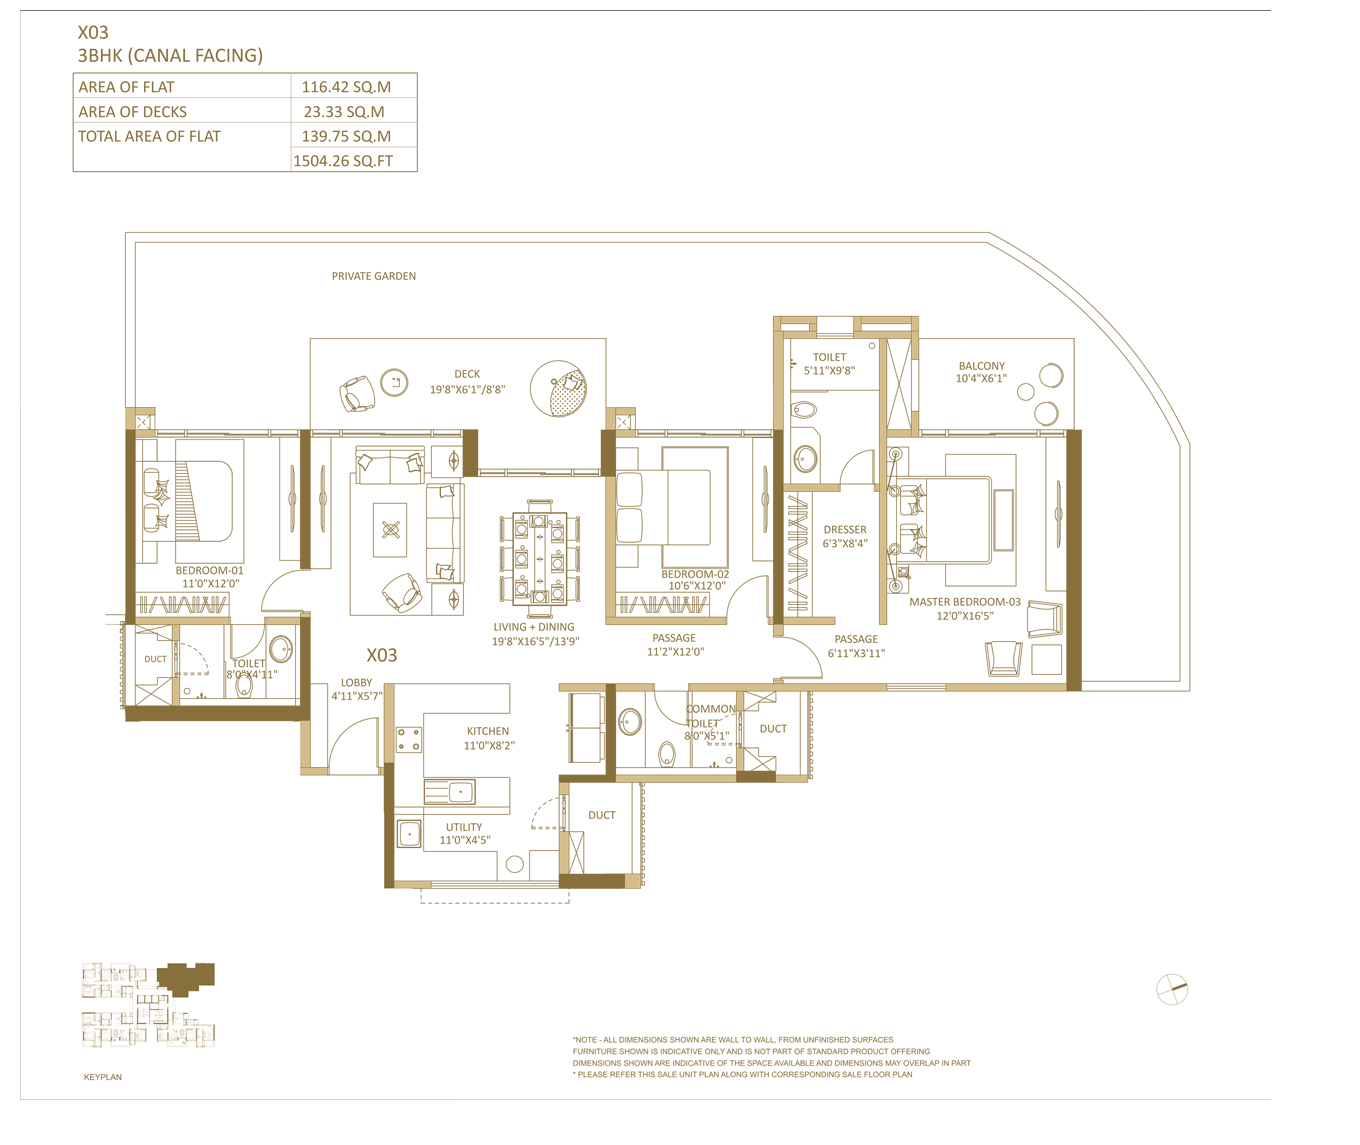 X03
3BHK (CANAL FACING)
AREA OF FLAT 116.42 SQ.M
AREA OF DECKS 23.33 SQ.M
TOTAL AREA OF FLAT 139.75 SQ.M
1504.26 SQ.FT
PRIVATE GARDEN
DECK
19'8"X6'1"/8'8"
TOILET
5'11"X9'8"
BALCONY
10'4"X6'1"
BEDROOM-01
11'0"X12'0"
BEDROOM-02
10'6"X12'0"
DRESSER
6'3"X8'4"
MASTER BEDROOM-03
12'0"X16'5"
LIVING + DINING
19'8"X16'5"/13'9"
PASSAGE
11'2"X12'0"
PASSAGE
6'11"X3'11"
X03
DUCT
TOILET
8'0"X4'11"
LOBBY
4'11"X5'7"
KITCHEN
11'0"X8'2"
COMMON
TOILET
8'0"X5'1"
DUCT
UTILITY
11'0"X4'5"
DUCT
KEYPLAN
*NOTE - ALL DIMENSIONS SHOWN ARE WALL TO WALL, FROM UNFINISHED SURFACES
FURNITURE SHOWN IS INDICATIVE ONLY AND IS NOT PART OF STANDARD PRODUCT OFFERING
DIMENSIONS SHOWN ARE INDICATIVE OF THE SPACE AVAILABLE AND DIMENSIONS MAY OVERLAP IN PART
* PLEASE REFER THIS SALE UNIT PLAN ALONG WITH CORRESPONDING SALE FLOOR PLAN